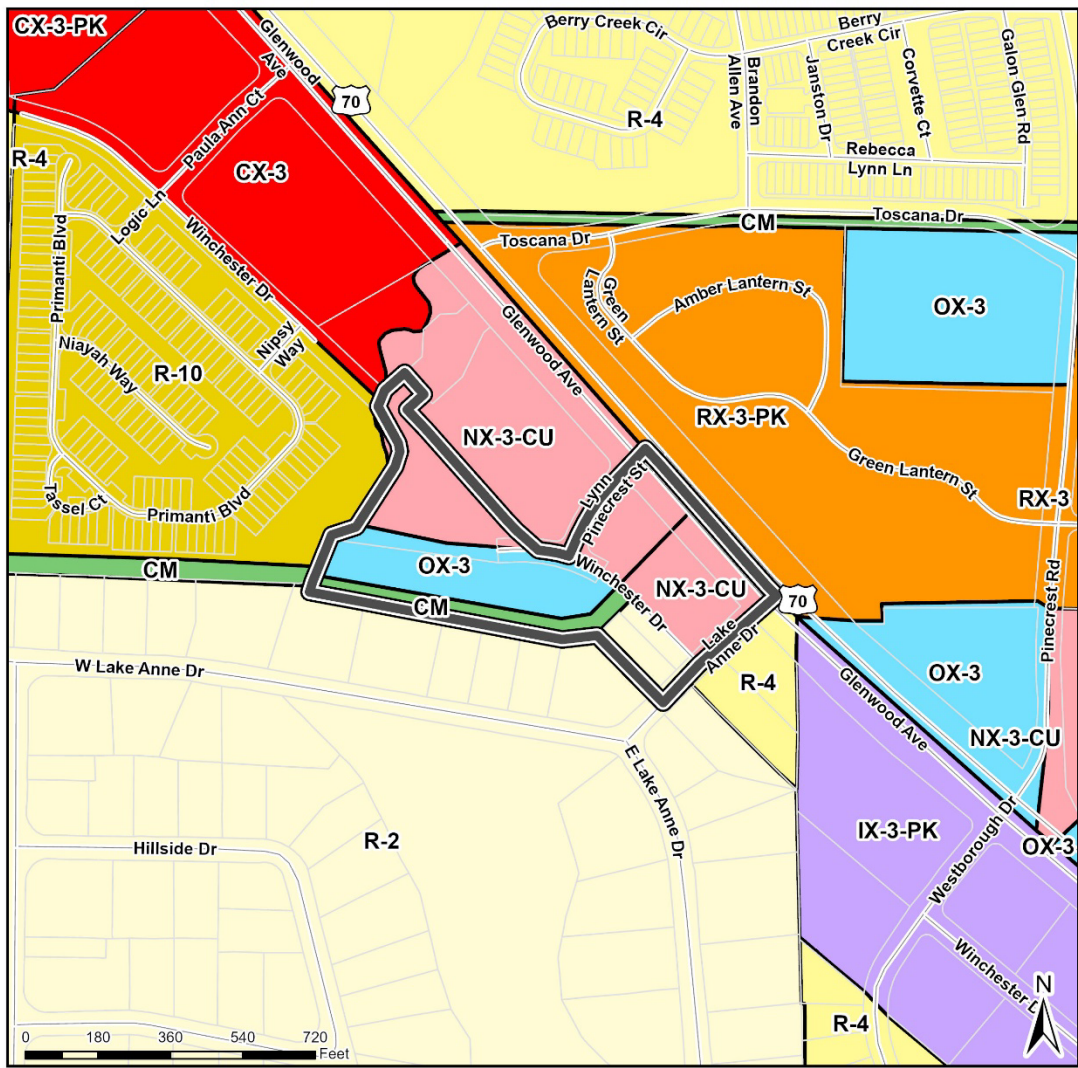 CX-3-PK
Glenwood
Ave
70
Berry Creek Cir
Berry
Creek Cir
Brandon
Allen Ave
Janston Dr
Corvette Ct
Galon Glen Rd
R-4
Rebecca
Lynn Ln
R-4
Paula Ann Ct
CX-3
Logic Ln
Primanti Blvd
Winchester Dr
Toscana Dr
CM
Toscana Dr
Green
Lantern St
Amber Lantern St
OX-3
Glenwood Ave
Nipsy
Way
Niayah Way
R-10
NX-3-CU
RX-3-PK
Green Lantern St
RX-3
Tassel Ct
Primanti Blvd
Lynn
Pinecrest St
Pinecrest Rd
OX-3
Winchester Dr
NX-3-CU
CM
CM
70
Lake
Anne Dr
W Lake Anne Dr
R-4
OX-3
Glenwood Ave
NX-3-CU
E Lake Anne Dr
Hillside Dr
R-2
IX-3-PK
Westborough Dr
OX-3
Winchester D
R-4
N
0 180 360 540 720
Feet